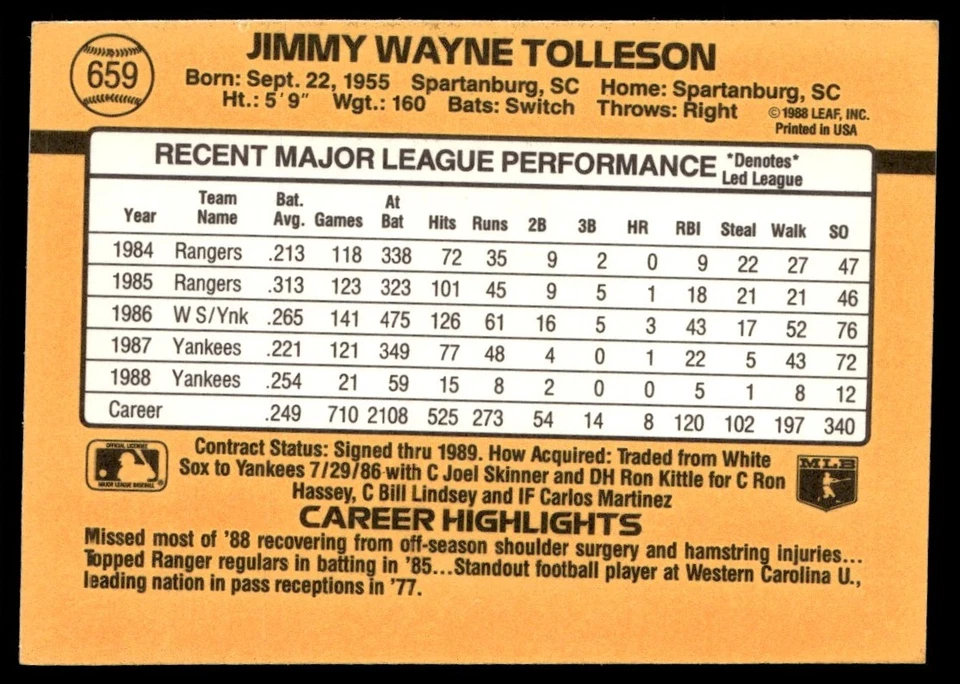 659
JIMMY WAYNE TOLLESON
Born: Sept. 22, 1955 Spartanburg, SC Home: Spartanburg, SC
Ht.: 5'9" Wgt.: 160 Bats: Switch Throws: Right
©1988 LEAF, INC.
Printed in USA
RECENT MAJOR LEAGUE PERFORMANCE *Denotes* Led League
Year Team Name Bat. Avg. Games At Bat Hits Runs 2B 3B HR RBI Steal Walk SO
1984 Rangers .213 118 338 72 35 9 2 0 9 22 27 47
1985 Rangers .313 123 323 101 45 9 5 1 18 21 21 46
1986 W S/Ynk .265 141 475 126 61 16 5 3 43 17 52 76
1987 Yankees .221 121 349 77 48 4 0 1 22 5 43 72
1988 Yankees .254 21 59 15 8 2 0 0 5 1 8 12
Career .249 710 2108 525 273 54 14 8 120 102 197 340
OFFICIAL LICENSEE
MAJOR LEAGUE BASEBALL
Contract Status: Signed thru 1989. How Acquired: Traded from White
Sox to Yankees 7/29/86 with C Joel Skinner and DH Ron Kittle for C Ron
Hassey, C Bill Lindsey and IF Carlos Martinez
MLB
CAREER HIGHLIGHTS
Missed most of '88 recovering from off-season shoulder surgery and hamstring injuries...
Topped Ranger regulars in batting in '85...Standout football player at Western Carolina U.,
leading nation in pass receptions in '77.